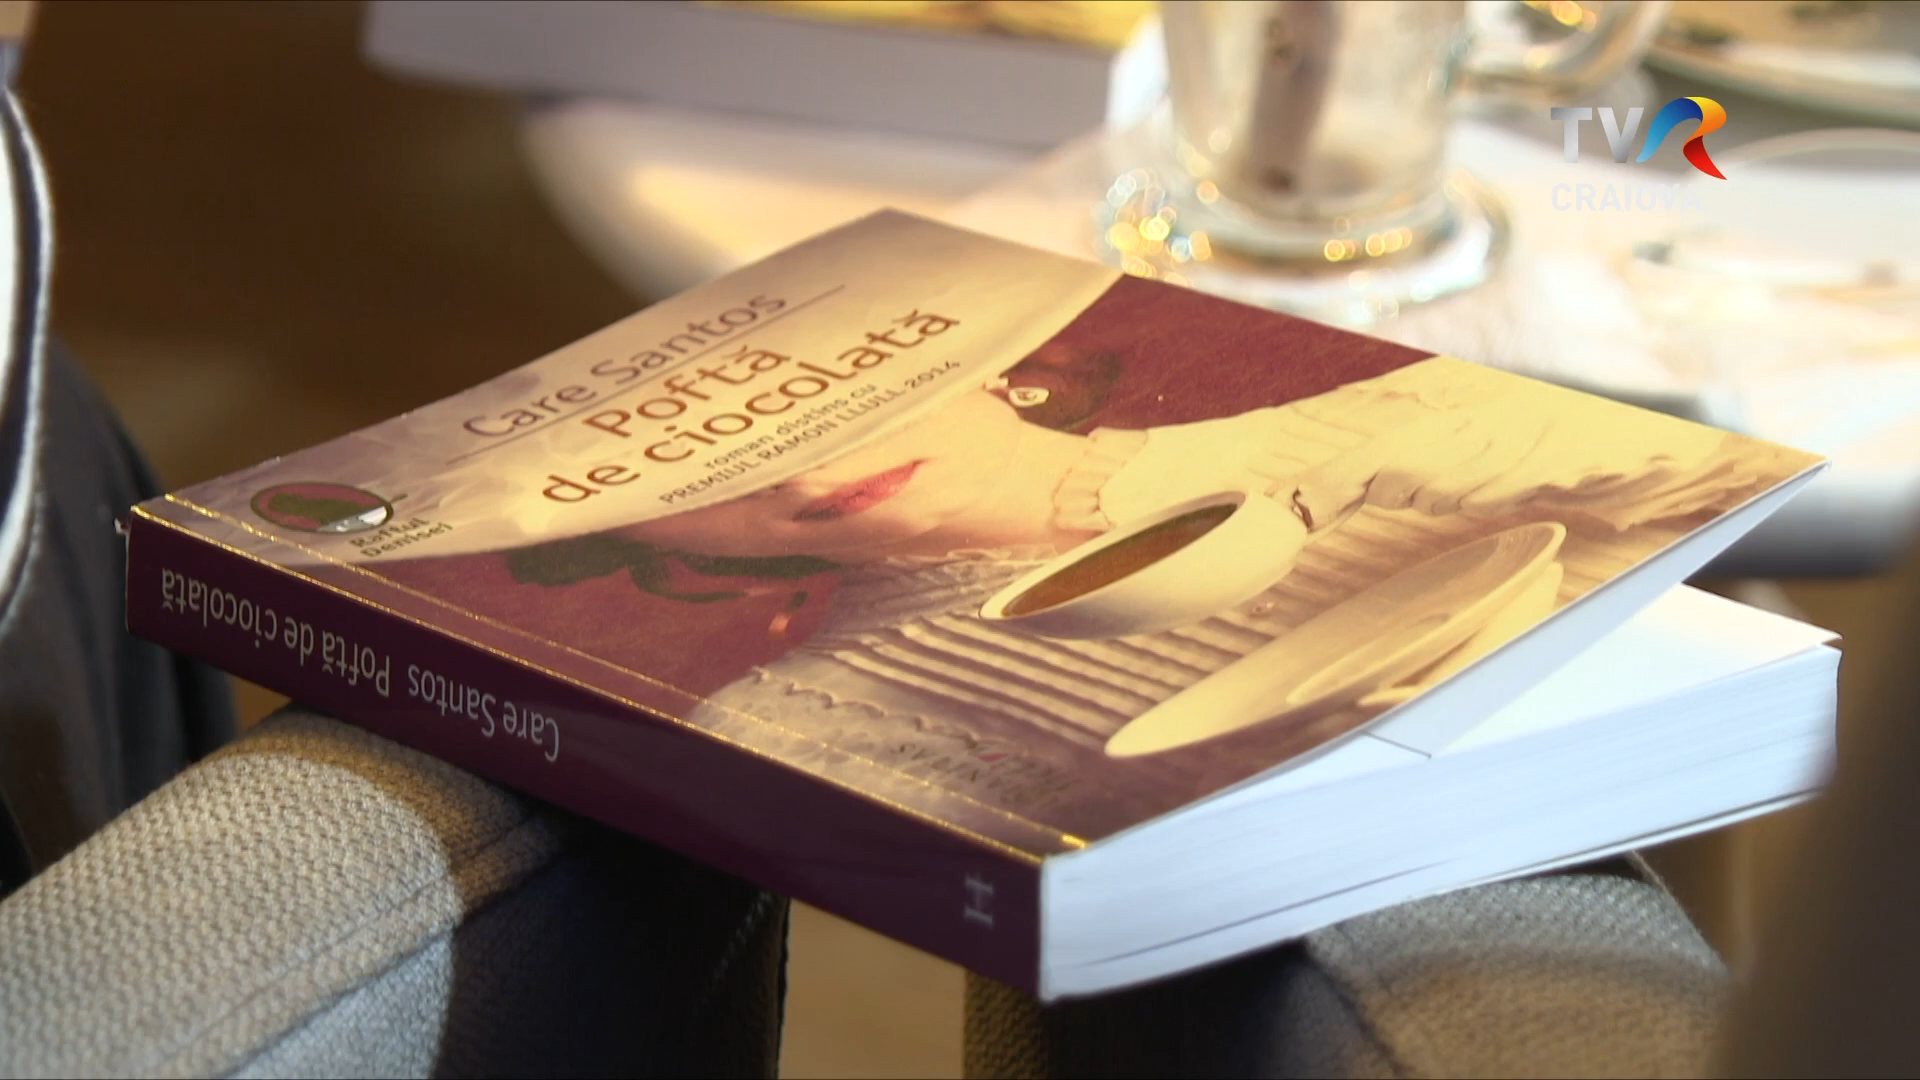 TVR
CRAIOVA
Care Santos
Poftă
de ciocolată
roman distins cu
PREMIUL RAMON LLULL 2014
Raftul
Denisei
HUMANITAS
Care Santos Poftă de ciocolată
H